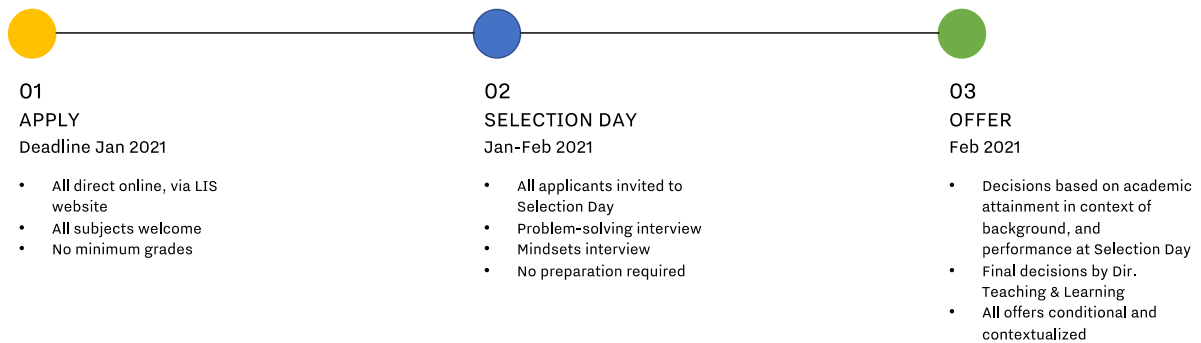 01
APPLY
Deadline Jan 2021
• All direct online, via LIS
website
• All subjects welcome
• No minimum grades
02
SELECTION DAY
Jan-Feb 2021
• All applicants invited to
Selection Day
• Problem-solving interview
• Mindsets interview
• No preparation required
03
OFFER
Feb 2021
• Decisions based on academic
attainment in context of
background, and
performance at Selection Day
• Final decisions by Dir.
Teaching & Learning
• All offers conditional and
contextualized